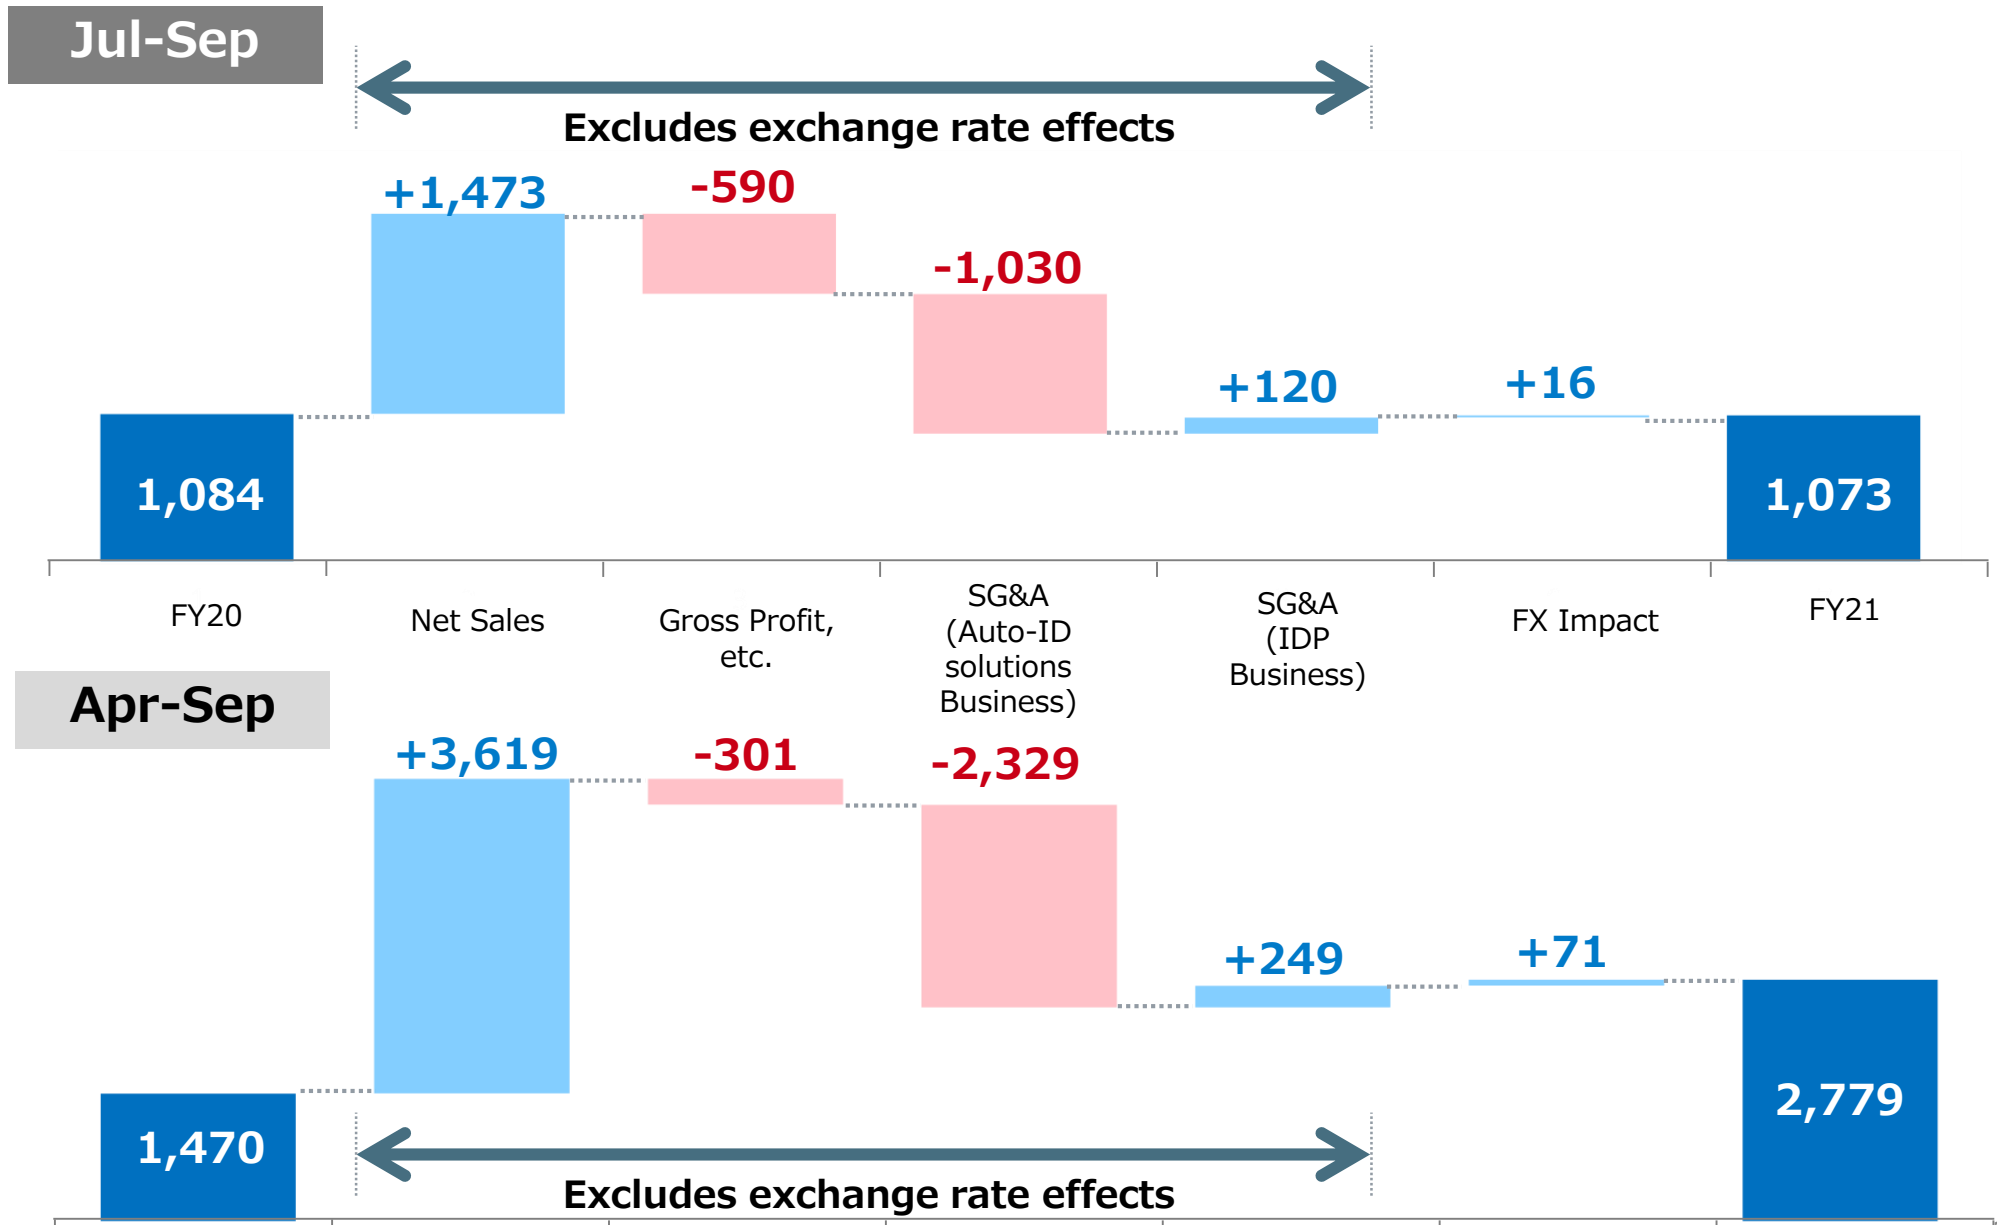 Jul-Sep
Excludes exchange rate effects
+1,473
-590
-1,030
+120
+16
1,084
1,073
FY20
Net Sales
Gross Profit,
etc.
SG&A
(Auto-ID
solutions
Business)
SG&A
(IDP
Business)
FX Impact
FY21
Apr-Sep
+3,619
-301
-2,329
+249
+71
1,470
2,779
Excludes exchange rate effects